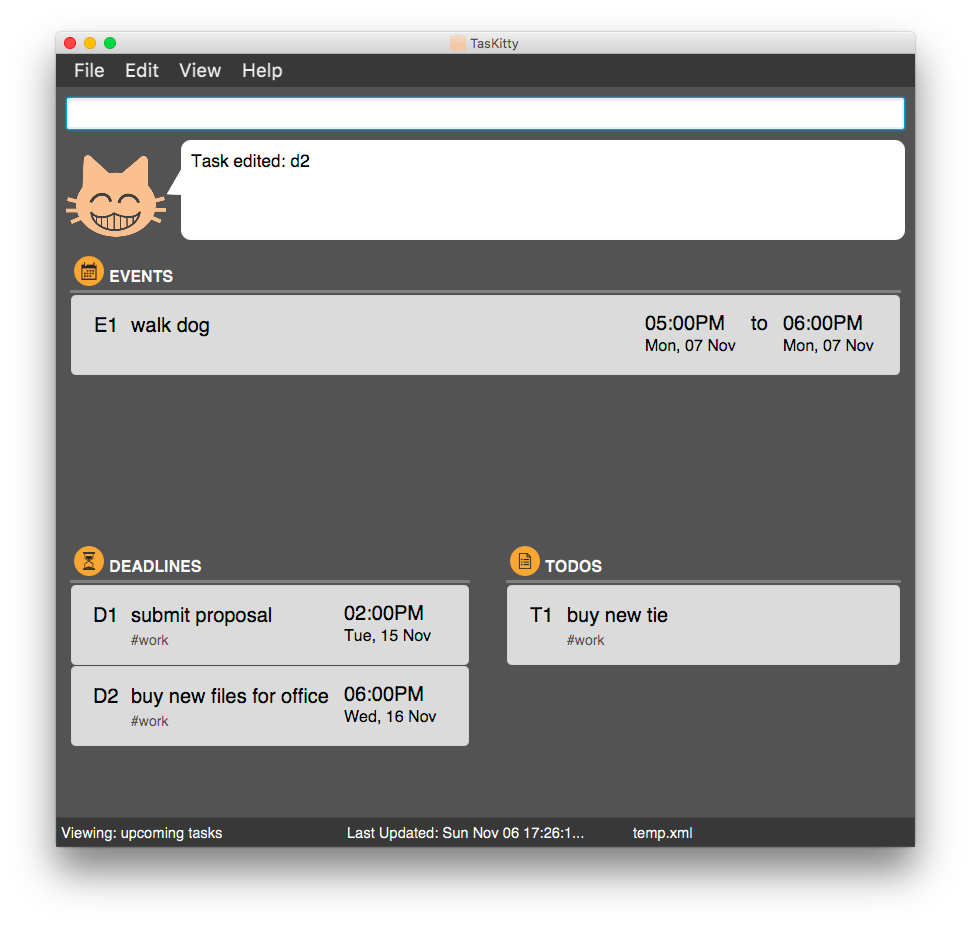 TasKitty
File Edit View Help
Task edited: d2
EVENTS
E1 walk dog 05:00PM to 06:00PM
Mon, 07 Nov Mon, 07 Nov
DEADLINES
D1 submit proposal 02:00PM
#work Tue, 15 Nov
D2 buy new files for office 06:00PM
#work Wed, 16 Nov
TODOS
T1 buy new tie
#work
Viewing: upcoming tasks Last Updated: Sun Nov 06 17:26:1... temp.xml